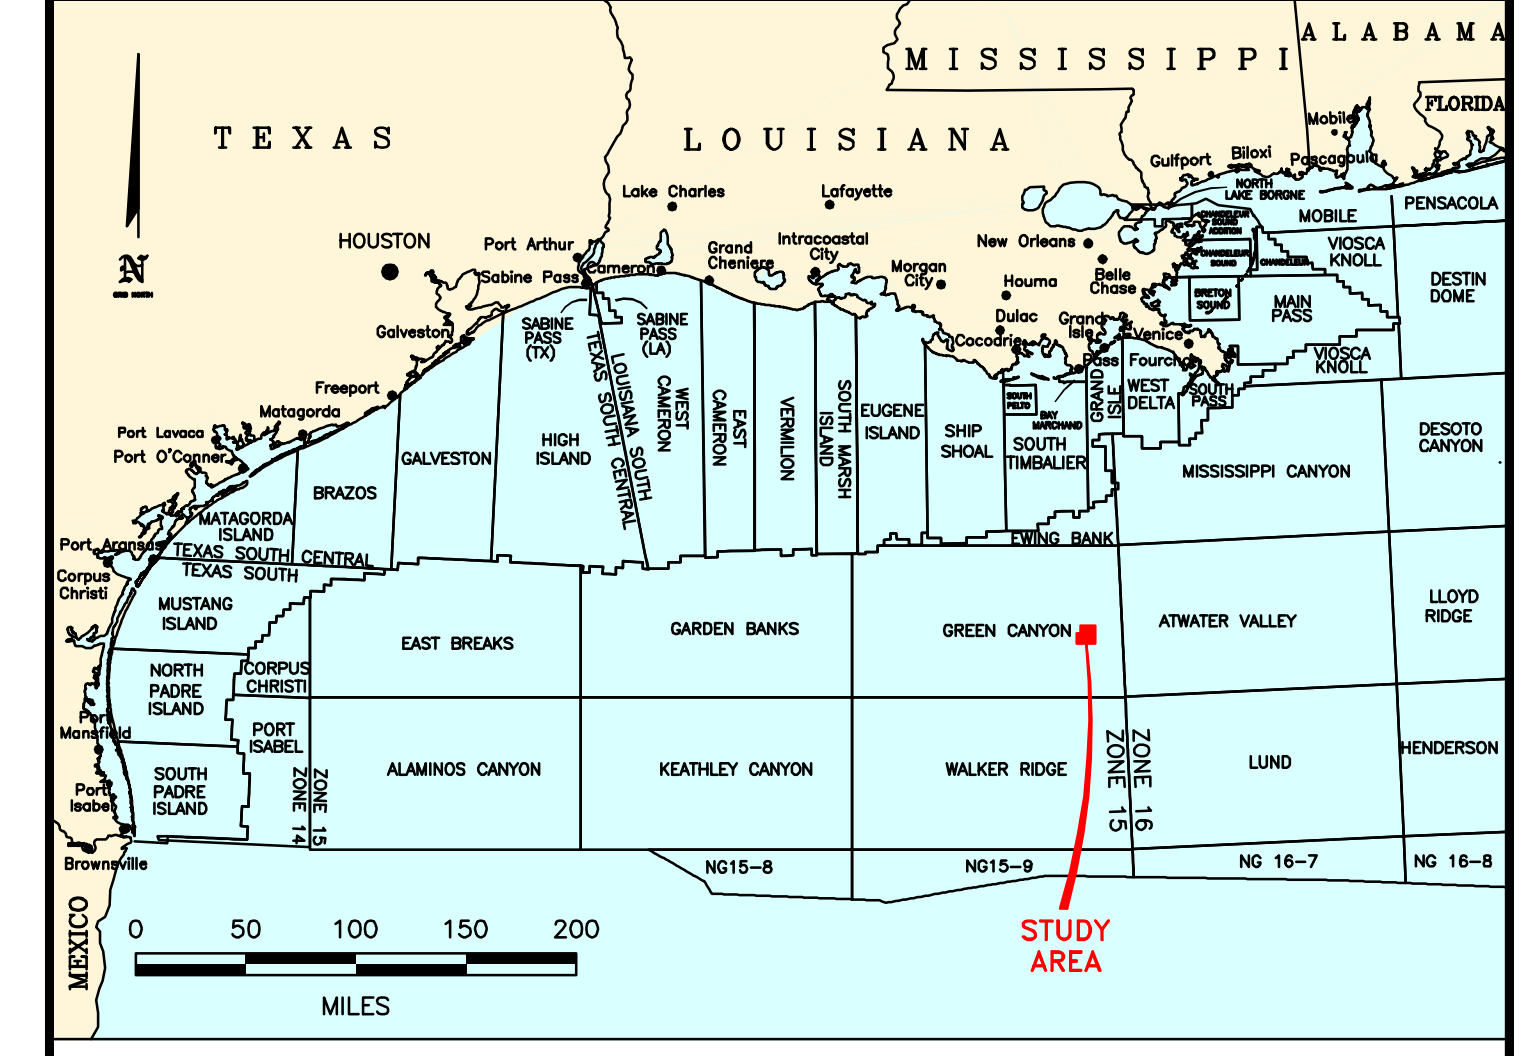 ALABAMA
MISSISSIPPI
FLORIDA
TEXAS
LOUISIANA
Mobile
Gulfport
Biloxi
Pascagoula
NORTH
LAKE BORGNE
Lake Charles
Lafayette
PENSACOLA
MOBILE
CHANDELEUR
SOUND
ADDITION
HOUSTON
Port Arthur
Grand
Cheniere
Intracoastal
City
New Orleans
VIOSCA
KNOLL
CHANDELEUR
SOUND
CHANDELEUR
Sabine Pass
Cameron
Morgan
City
Houma
Belle
Chase
DESTIN
DOME
N
GRID NORTH
BRETON
SOUND
MAIN
PASS
Galveston
SABINE
PASS
(TX)
SABINE
PASS
(LA)
Dulac
Grand
Isle
Venice
Cocodrie
Pass Fourchon
VIOSCA
KNOLL
Freeport
TEXAS SOUTH CENTRAL
LOUISIANA SOUTH
WEST
CAMERON
EAST
CAMERON
VERMILION
SOUTH MARSH
ISLAND
EUGENE
ISLAND
SHIP
SHOAL
SOUTH
PELTO
BAY
MARCHAND
SOUTH
TIMBALIER
GRAND
ISLE
WEST
DELTA
SOUTH
PASS
Matagorda
Port Lavaca
Port O'Conner
HIGH
ISLAND
GALVESTON
BRAZOS
DESOTO
CANYON
MISSISSIPPI CANYON
MATAGORDA
ISLAND
EWING BANK
Port Aransas
TEXAS SOUTH CENTRAL
TEXAS SOUTH
Corpus
Christi
MUSTANG
ISLAND
LLOYD
RIDGE
EAST BREAKS
GARDEN BANKS
GREEN CANYON
ATWATER VALLEY
NORTH
PADRE
ISLAND
CORPUS
CHRISTI
Port
Mansfield
PORT
ISABEL
ZONE 14
ZONE 15
ALAMINOS CANYON
KEATHLEY CANYON
WALKER RIDGE
ZONE 15
ZONE 16
LUND
HENDERSON
SOUTH
PADRE
ISLAND
Port
Isabel
Brownsville
NG15-8
NG15-9
NG 16-7
NG 16-8
MEXICO
0 50 100 150 200
MILES
STUDY
AREA